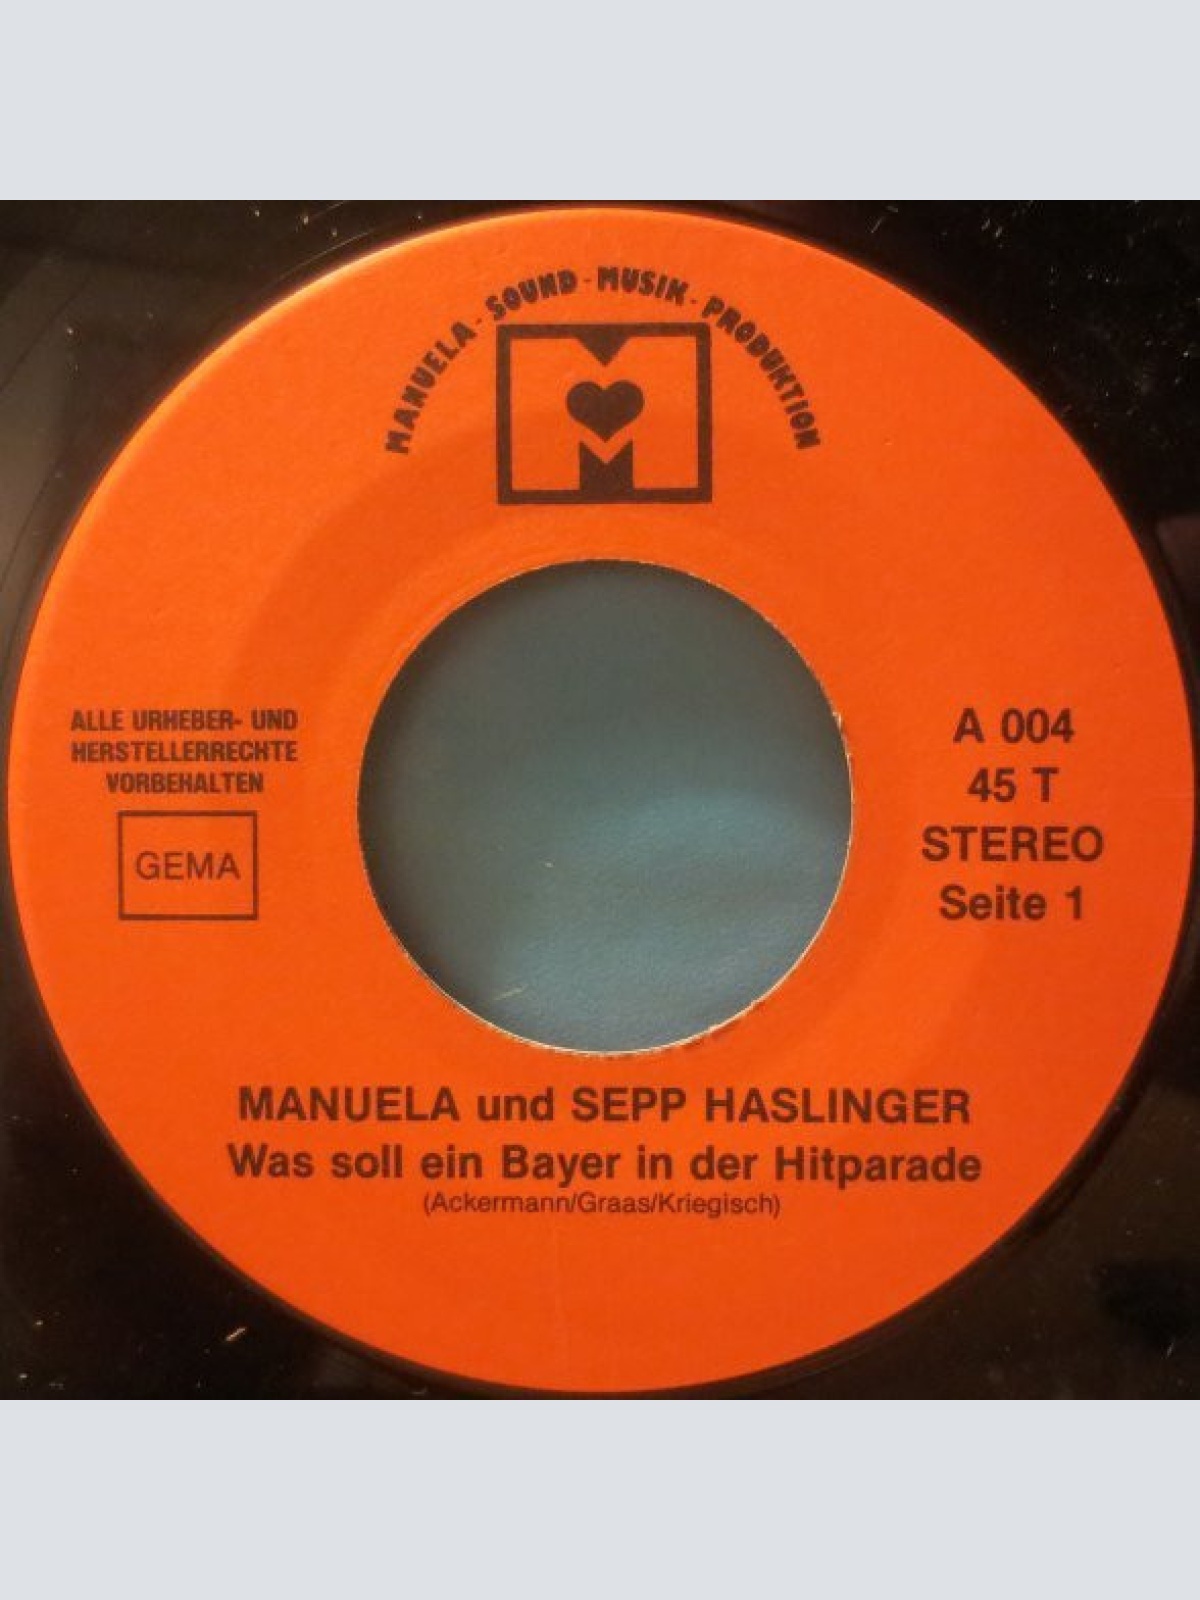 MANUELA - SOUND - MUSIK - PRODUKTION
M
ALLE URHEBER- UND
HERSTELLERRECHTE
VORBEHALTEN
GEMA
A 004
45 T
STEREO
Seite 1
MANUELA und SEPP HASLINGER
Was soll ein Bayer in der Hitparade
(Ackermann/Graas/Kriegisch)